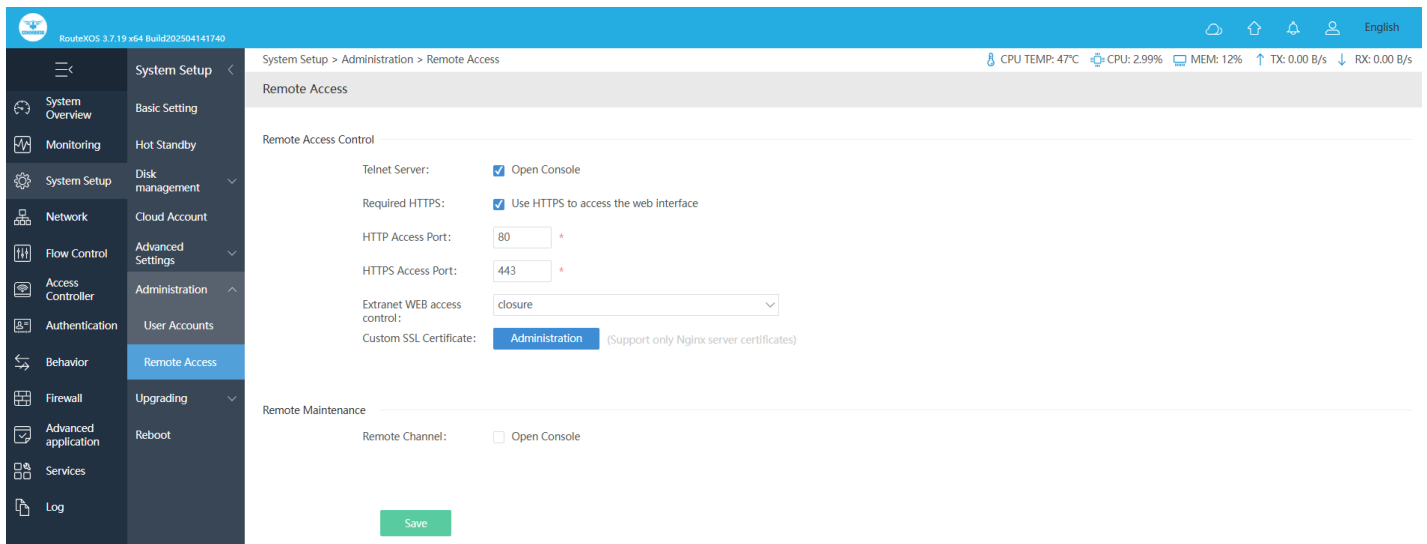 RouteXOS 3.7.19 x64 Build202504141740
English
System Setup
System Setup > Administration > Remote Access
CPU TEMP: 47℃ CPU: 2.99% MEM: 12% TX: 0.00 B/s RX: 0.00 B/s
Remote Access
System
Overview
Monitoring
System Setup
Network
Flow Control
Access
Controller
Authentication
Behavior
Firewall
Advanced
application
Services
Log
Basic Setting
Hot Standby
Disk
management
Cloud Account
Advanced
Settings
Administration
User Accounts
Remote Access
Upgrading
Reboot
Remote Access Control
Telnet Server: Open Console
Required HTTPS: Use HTTPS to access the web interface
HTTP Access Port: 80 *
HTTPS Access Port: 443 *
Extranet WEB access
control: closure
Custom SSL Certificate: Administration (Support only Nginx server certificates)
Remote Maintenance
Remote Channel: Open Console
Save